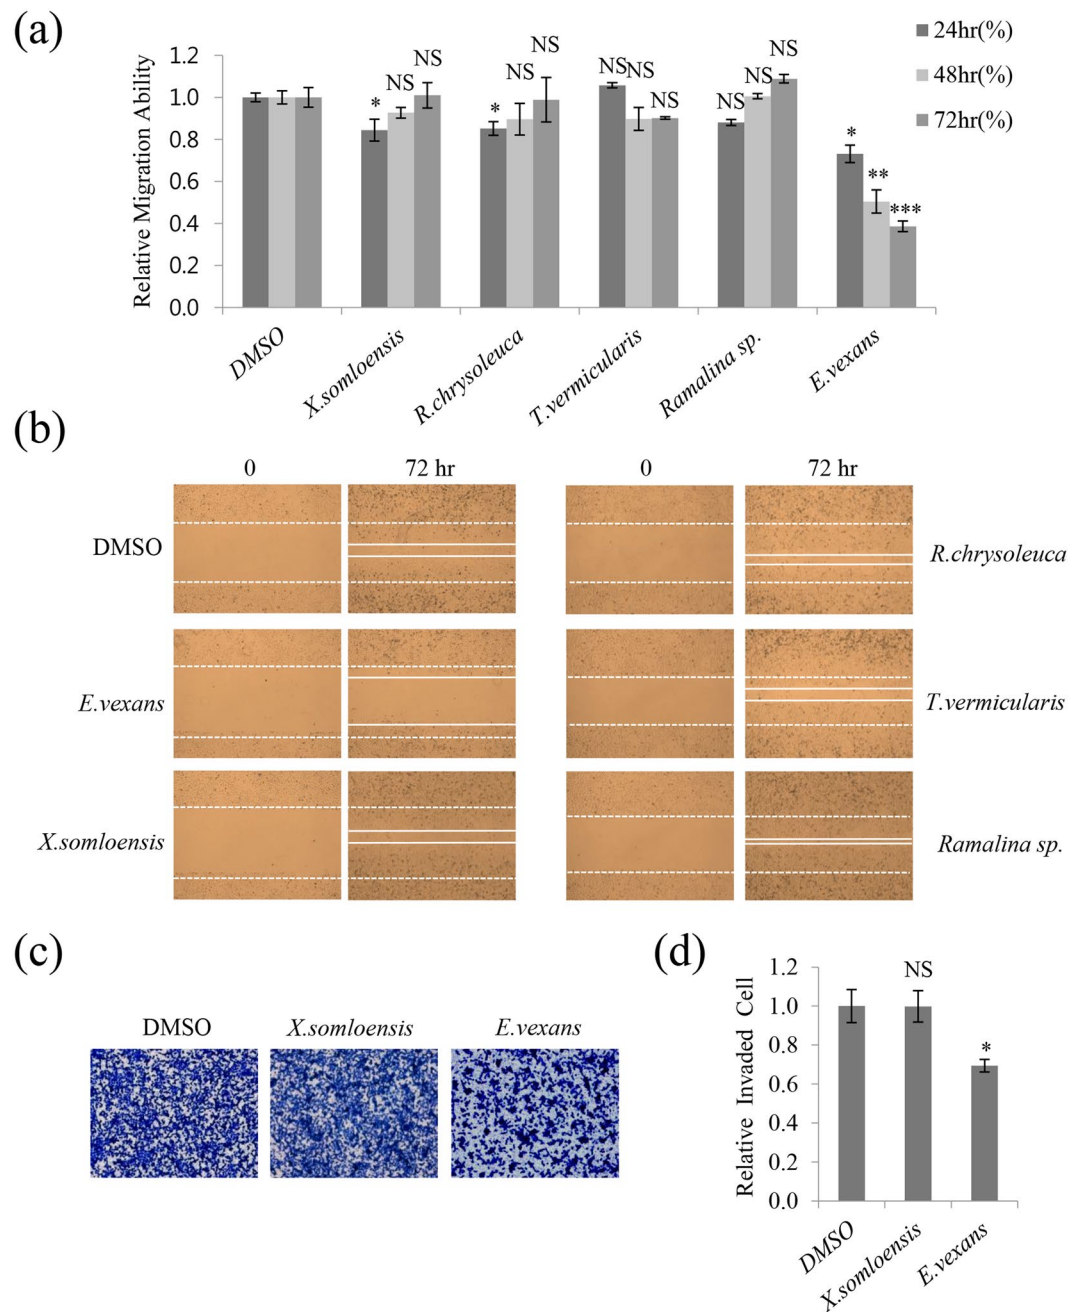 (a)
24hr(%)
48hr(%)
72hr(%)
Relative Migration Ability
1.2
1.0
0.8
0.6
0.4
0.2
0.0
* NS NS
* NS NS
NS NS NS
NS NS NS
* ** ***
DMSO
X.somloensis
R.chrysoleuca
T.vermicularis
Ramalina sp.
E.vexans
(b)
0 72 hr 0 72 hr
DMSO
R.chrysoleuca
E.vexans
T.vermicularis
X.somloensis
Ramalina sp.
(c)
DMSO X.somloensis E.vexans
(d)
Relative Invaded Cell
1.2
1.0
0.8
0.6
0.4
0.2
0.0
NS
*
DMSO
X.somloensis
E.vexans